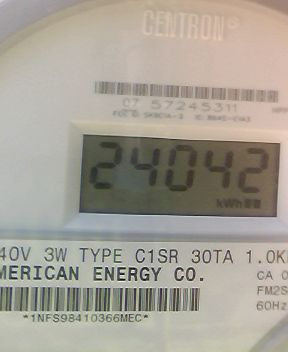 CENTRON®
07 57245311
24042
kWh
40V 3W TYPE C1SR 30TA 1.0K
MERICAN ENERGY CO.
CA 0
FM2S
60Hz
*1NFS98410366MEC*